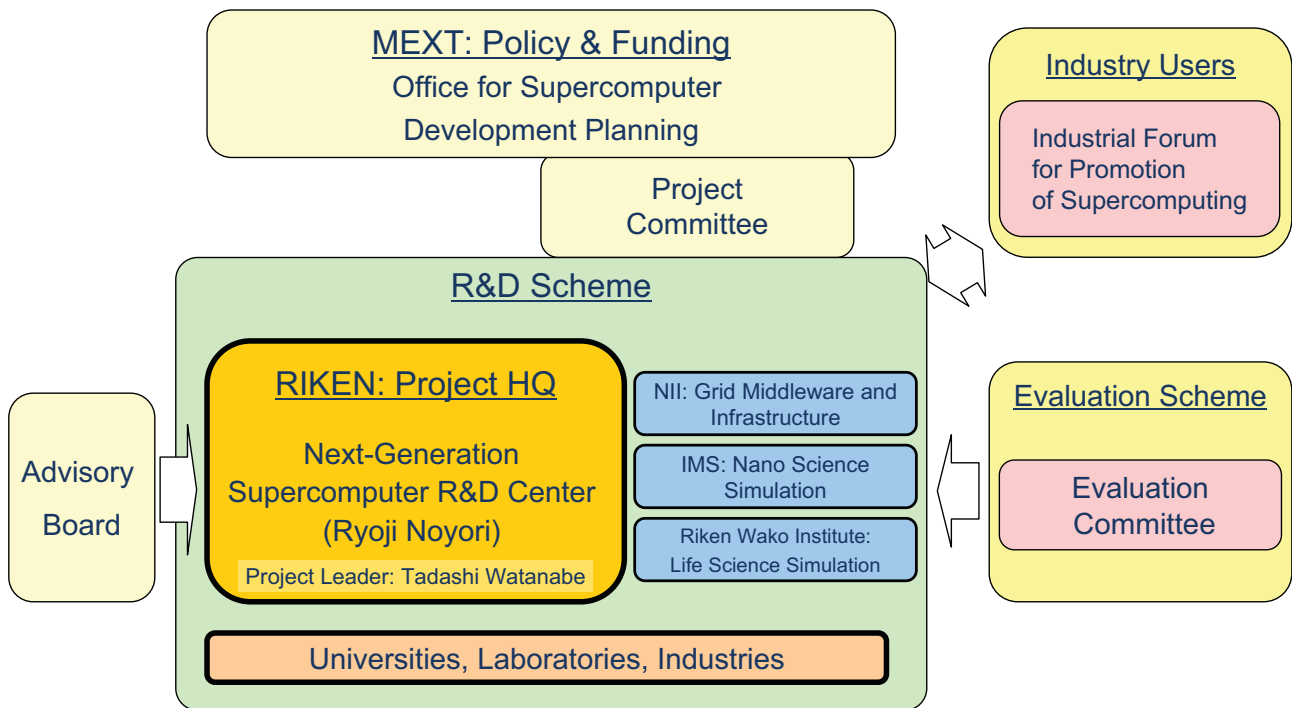 MEXT: Policy & Funding
Office for Supercomputer
Development Planning
Project
Committee
Industry Users
Industrial Forum
for Promotion
of Supercomputing
R&D Scheme
RIKEN: Project HQ
Next-Generation
Supercomputer R&D Center
(Ryoji Noyori)
Project Leader: Tadashi Watanabe
NII: Grid Middleware and
Infrastructure
IMS: Nano Science
Simulation
Riken Wako Institute:
Life Science Simulation
Advisory
Board
Evaluation Scheme
Evaluation
Committee
Universities, Laboratories, Industries